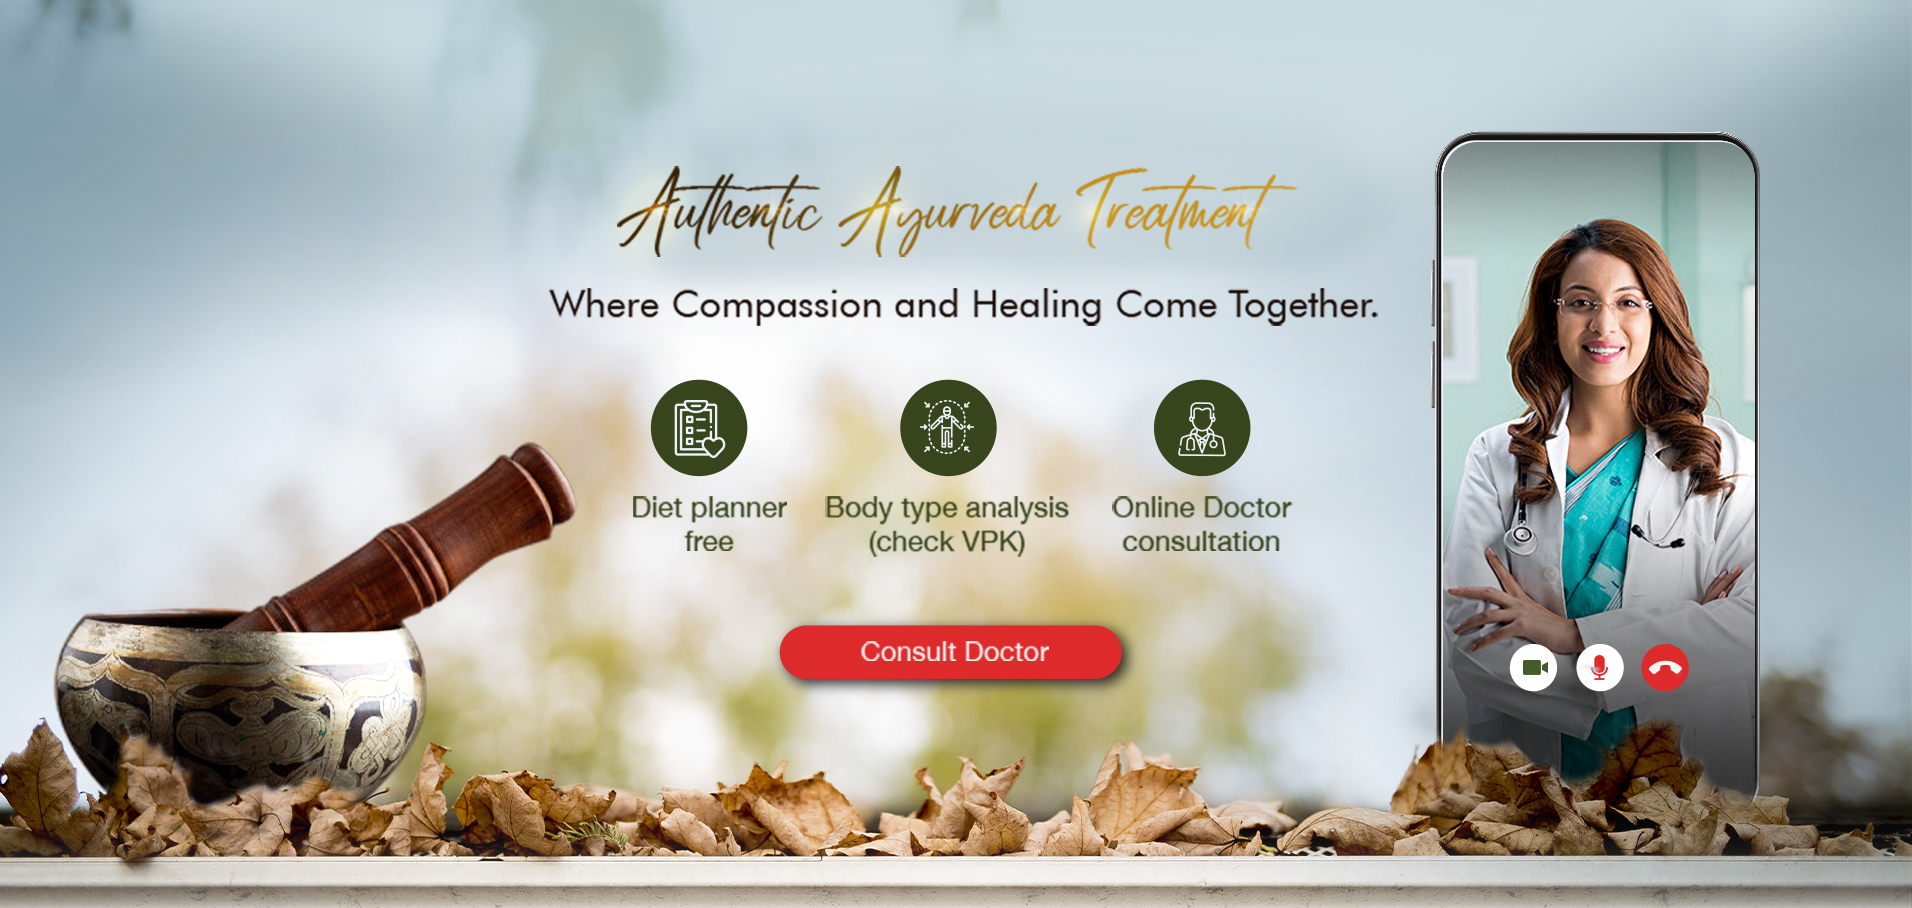 Authentic Ayurveda Treatment
Where Compassion and Healing Come Together.
Diet planner
free
Body type analysis
(check VPK)
Online Doctor
consultation
Consult Doctor